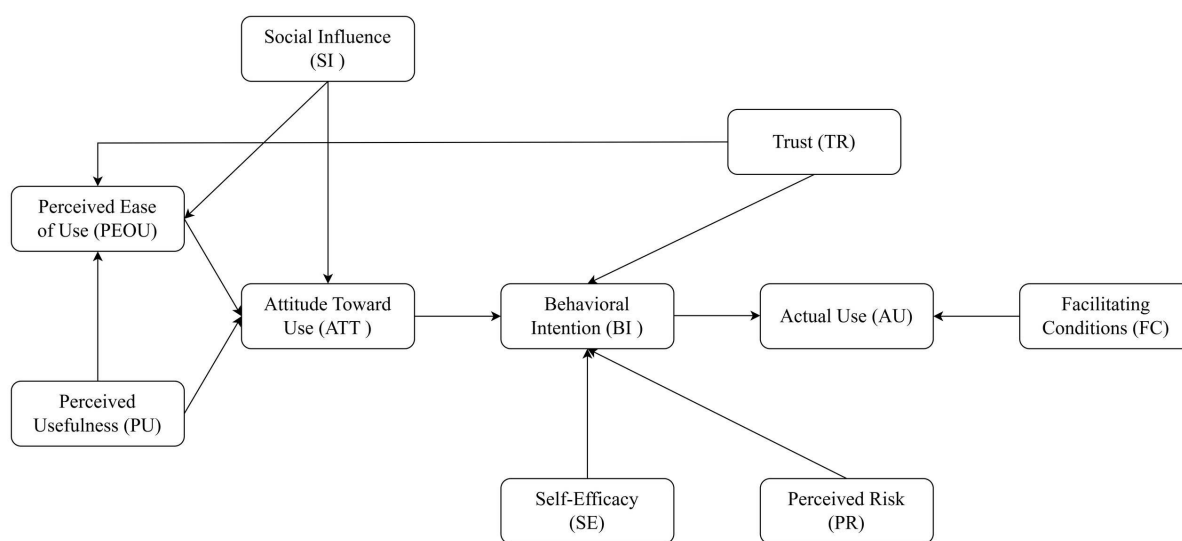 Social Influence
(SI )
Trust (TR)
Perceived Ease
of Use (PEOU)
Attitude Toward
Use (ATT )
Behavioral
Intention (BI )
Actual Use (AU)
Facilitating
Conditions (FC)
Perceived
Usefulness (PU)
Self-Efficacy
(SE)
Perceived Risk
(PR)